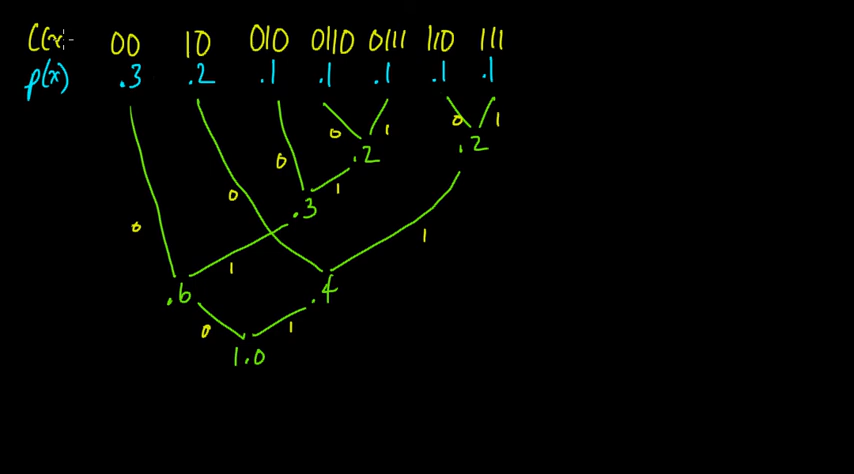 C(x) 00 10 010 0110 0111 110 111
p(x) .3 .2 .1 .1 .1 .1 .1
0 1 0 1
.2 .2
0 1
0 .3
0 1 1
.6 .4
0 1
1.0